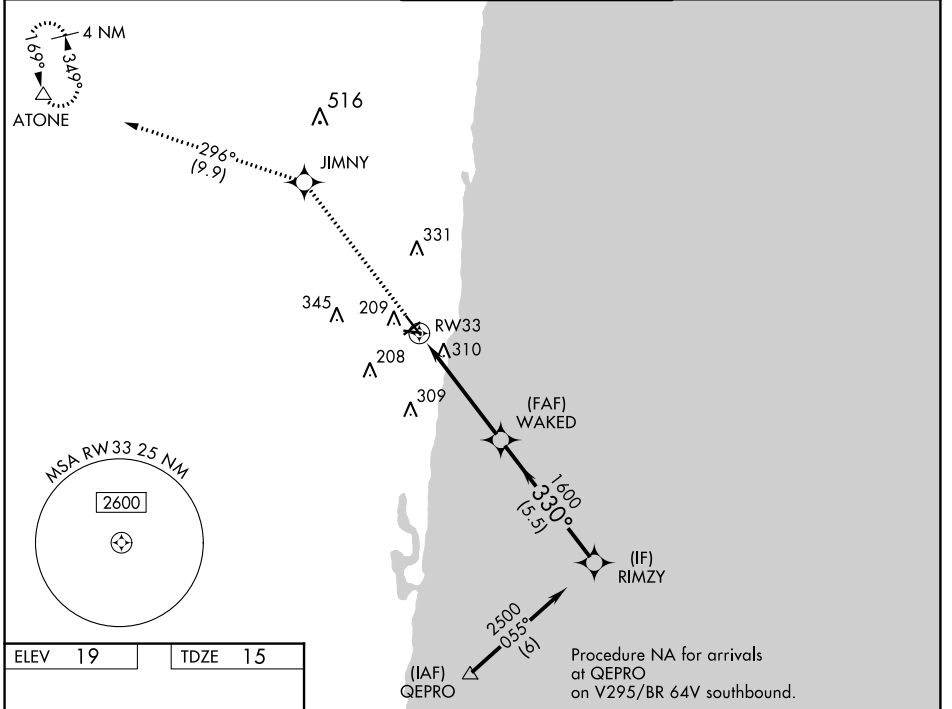 4 NM
169°
349°
ATONE
516
296°
(9.9)
JIMNY
331
345
209
RW33
310
208
309
(FAF)
WAKED
MSA RW33 25 NM
2600
1600
330°
(5.5)
(IF)
RIMZY
2500
055°
(6)
(IAF)
QEPRO
Procedure NA for arrivals
at QEPRO
on V295/BR 64V southbound.
ELEV 19
TDZE 15